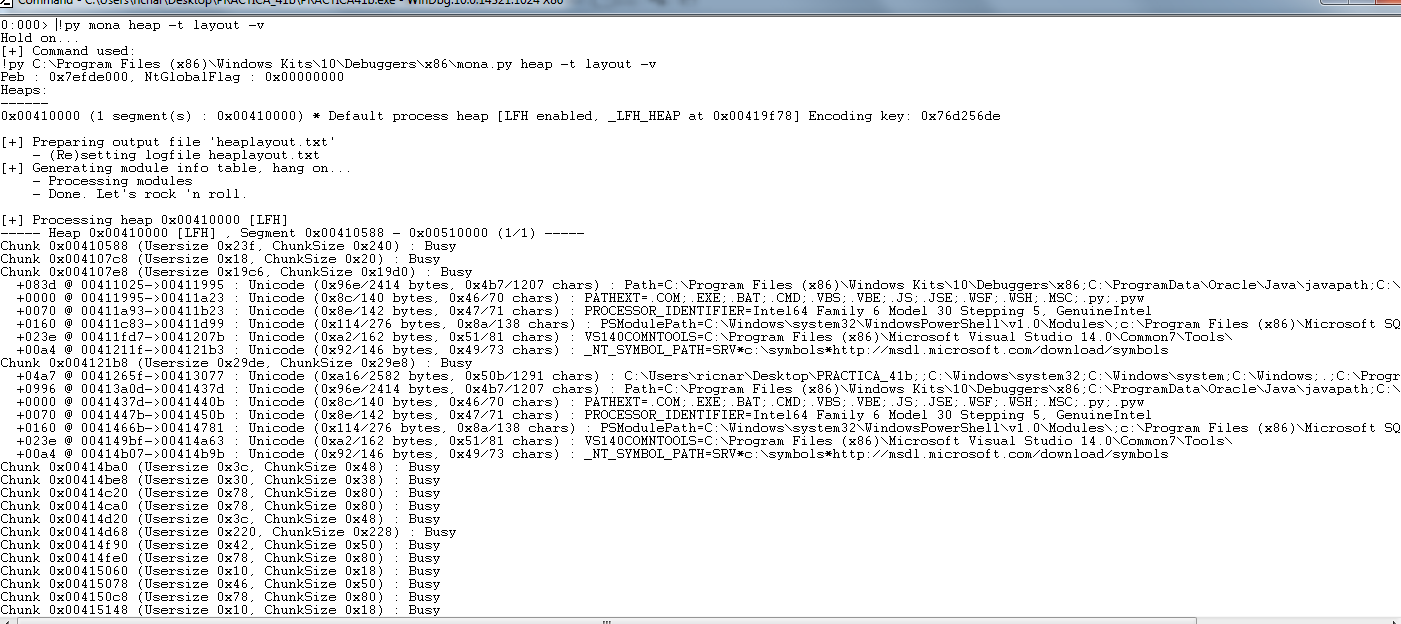 Command - C:\Users\ricnar\Desktop\PRACTICA_41b\PRACTICA41b.exe - WinDbg:10.0.14321.1024 X86
0:000> !py mona heap -t layout -v
Hold on...
[+] Command used:
!py C:\Program Files (x86)\Windows Kits\10\Debuggers\x86\mona.py heap -t layout -v
Peb : 0x7efde000, NtGlobalFlag : 0x00000000
Heaps:
------
0x00410000 (1 segment(s) : 0x00410000) * Default process heap [LFH enabled, _LFH_HEAP at 0x00419f78] Encoding key: 0x76d256de
[+] Preparing output file 'heaplayout.txt'
    - (Re)setting logfile heaplayout.txt
[+] Generating module info table, hang on...
    - Processing modules
    - Done. Let's rock 'n roll.
[+] Processing heap 0x00410000 [LFH]
----- Heap 0x00410000 [LFH] , Segment 0x00410588 - 0x00510000 (1/1) -----
Chunk 0x00410588 (Usersize 0x23f, ChunkSize 0x240) : Busy
Chunk 0x004107c8 (Usersize 0x18, ChunkSize 0x20) : Busy
Chunk 0x004107e8 (Usersize 0x19c6, ChunkSize 0x19d0) : Busy
  +083d @ 00411025->00411995 : Unicode (0x96e/2414 bytes, 0x4b7/1207 chars) : Path=C:\Program Files (x86)\Windows Kits\10\Debuggers\x86;C:\ProgramData\Oracle\Java\javapath;C:\
  +0000 @ 00411995->00411a23 : Unicode (0x8c/140 bytes, 0x46/70 chars) : PATHEXT=.COM;.EXE;.BAT;.CMD;.VBS;.VBE;.JS;.JSE;.WSF;.WSH;.MSC;.py;.pyw
  +0070 @ 00411a93->00411b23 : Unicode (0x8e/142 bytes, 0x47/71 chars) : PROCESSOR_IDENTIFIER=Intel64 Family 6 Model 30 Stepping 5, GenuineIntel
  +0160 @ 00411c83->00411d99 : Unicode (0x114/276 bytes, 0x8a/138 chars) : PSModulePath=C:\Windows\system32\WindowsPowerShell\v1.0\Modules\;c:\Program Files (x86)\Microsoft SQ
  +023e @ 00411fd7->0041207b : Unicode (0xa2/162 bytes, 0x51/81 chars) : VS140COMNTOOLS=C:\Program Files (x86)\Microsoft Visual Studio 14.0\Common7\Tools\
  +00a4 @ 0041211f->004121b3 : Unicode (0x92/146 bytes, 0x49/73 chars) : _NT_SYMBOL_PATH=SRV*c:\symbols*http://msdl.microsoft.com/download/symbols
Chunk 0x004121b8 (Usersize 0x29de, ChunkSize 0x29e8) : Busy
  +04a7 @ 0041265f->00413077 : Unicode (0xa16/2582 bytes, 0x50b/1291 chars) : C:\Users\ricnar\Desktop\PRACTICA_41b;;C:\Windows\system32;C:\Windows\system;C:\Windows;.;C:\Progr
  +0996 @ 00413a0d->0041437d : Unicode (0x96e/2414 bytes, 0x4b7/1207 chars) : Path=C:\Program Files (x86)\Windows Kits\10\Debuggers\x86;C:\ProgramData\Oracle\Java\javapath;C:\
  +0000 @ 0041437d->0041440b : Unicode (0x8c/140 bytes, 0x46/70 chars) : PATHEXT=.COM;.EXE;.BAT;.CMD;.VBS;.VBE;.JS;.JSE;.WSF;.WSH;.MSC;.py;.pyw
  +0070 @ 0041447b->0041450b : Unicode (0x8e/142 bytes, 0x47/71 chars) : PROCESSOR_IDENTIFIER=Intel64 Family 6 Model 30 Stepping 5, GenuineIntel
  +0160 @ 0041466b->00414781 : Unicode (0x114/276 bytes, 0x8a/138 chars) : PSModulePath=C:\Windows\system32\WindowsPowerShell\v1.0\Modules\;c:\Program Files (x86)\Microsoft SQ
  +023e @ 004149bf->00414a63 : Unicode (0xa2/162 bytes, 0x51/81 chars) : VS140COMNTOOLS=C:\Program Files (x86)\Microsoft Visual Studio 14.0\Common7\Tools\
  +00a4 @ 00414b07->00414b9b : Unicode (0x92/146 bytes, 0x49/73 chars) : _NT_SYMBOL_PATH=SRV*c:\symbols*http://msdl.microsoft.com/download/symbols
Chunk 0x00414ba0 (Usersize 0x3c, ChunkSize 0x48) : Busy
Chunk 0x00414be8 (Usersize 0x30, ChunkSize 0x38) : Busy
Chunk 0x00414c20 (Usersize 0x78, ChunkSize 0x80) : Busy
Chunk 0x00414ca0 (Usersize 0x78, ChunkSize 0x80) : Busy
Chunk 0x00414d20 (Usersize 0x3c, ChunkSize 0x48) : Busy
Chunk 0x00414d68 (Usersize 0x220, ChunkSize 0x228) : Busy
Chunk 0x00414f90 (Usersize 0x42, ChunkSize 0x50) : Busy
Chunk 0x00414fe0 (Usersize 0x78, ChunkSize 0x80) : Busy
Chunk 0x00415060 (Usersize 0x10, ChunkSize 0x18) : Busy
Chunk 0x00415078 (Usersize 0x46, ChunkSize 0x50) : Busy
Chunk 0x004150c8 (Usersize 0x78, ChunkSize 0x80) : Busy
Chunk 0x00415148 (Usersize 0x10, ChunkSize 0x18) : Busy